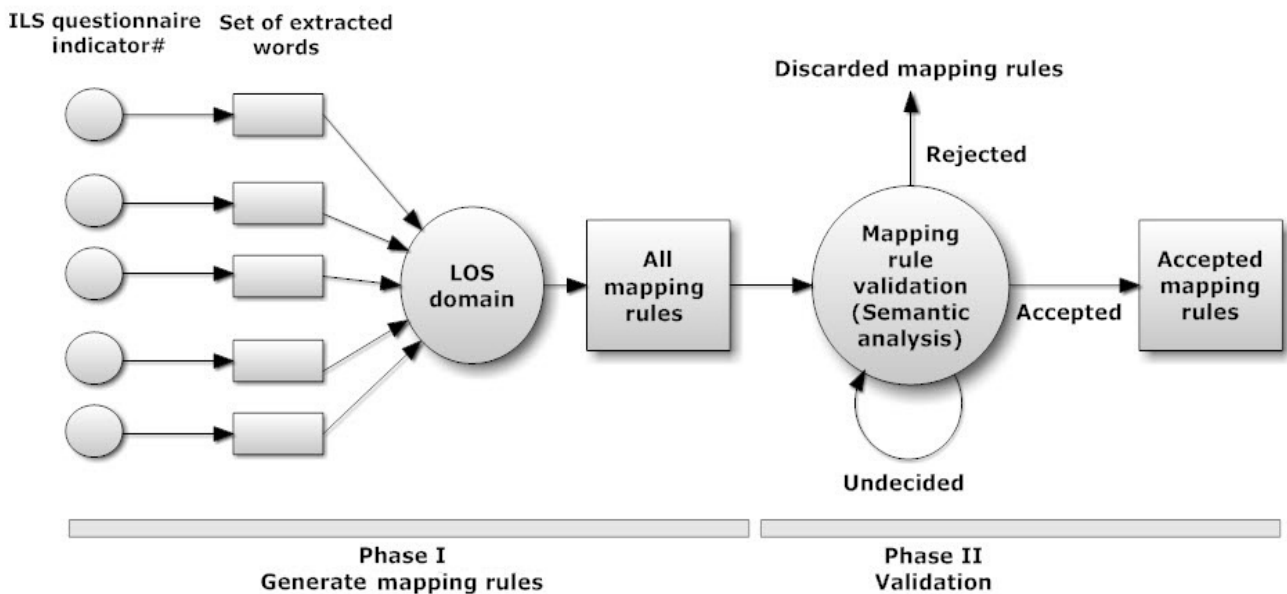 ILS questionnaire
indicator#
Set of extracted
words
LOS
domain
All
mapping
rules
Discarded mapping rules
Rejected
Mapping
rule
validation
(Semantic
analysis)
Accepted
Undecided
Accepted
mapping
rules
Phase I
Generate mapping rules
Phase II
Validation